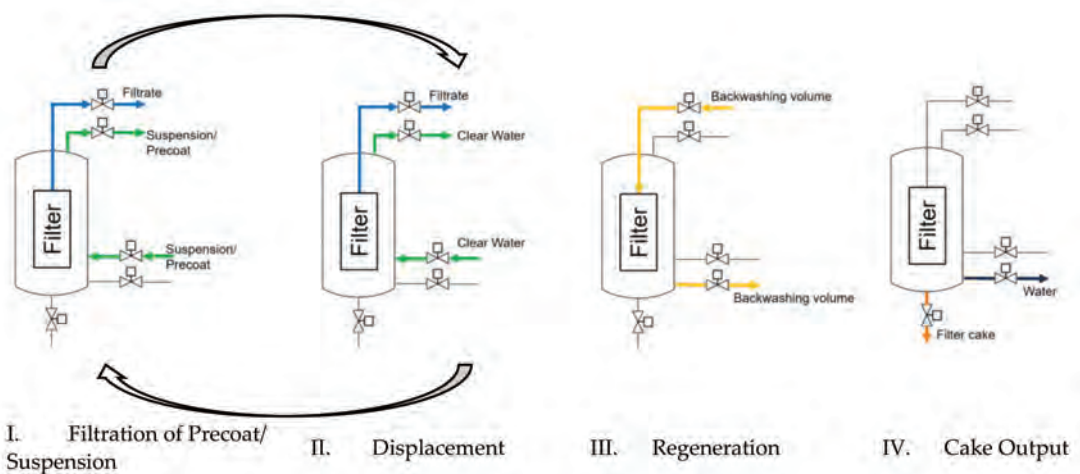 Filtrate
Suspension/
Precoat
Filter
Suspension/
Precoat
Filtrate
Clear Water
Filter
Clear Water
Backwashing volume
Filter
Backwashing volume
Filter
Water
Filter cake
I. Filtration of Precoat/
Suspension
II. Displacement
III. Regeneration
IV. Cake Output